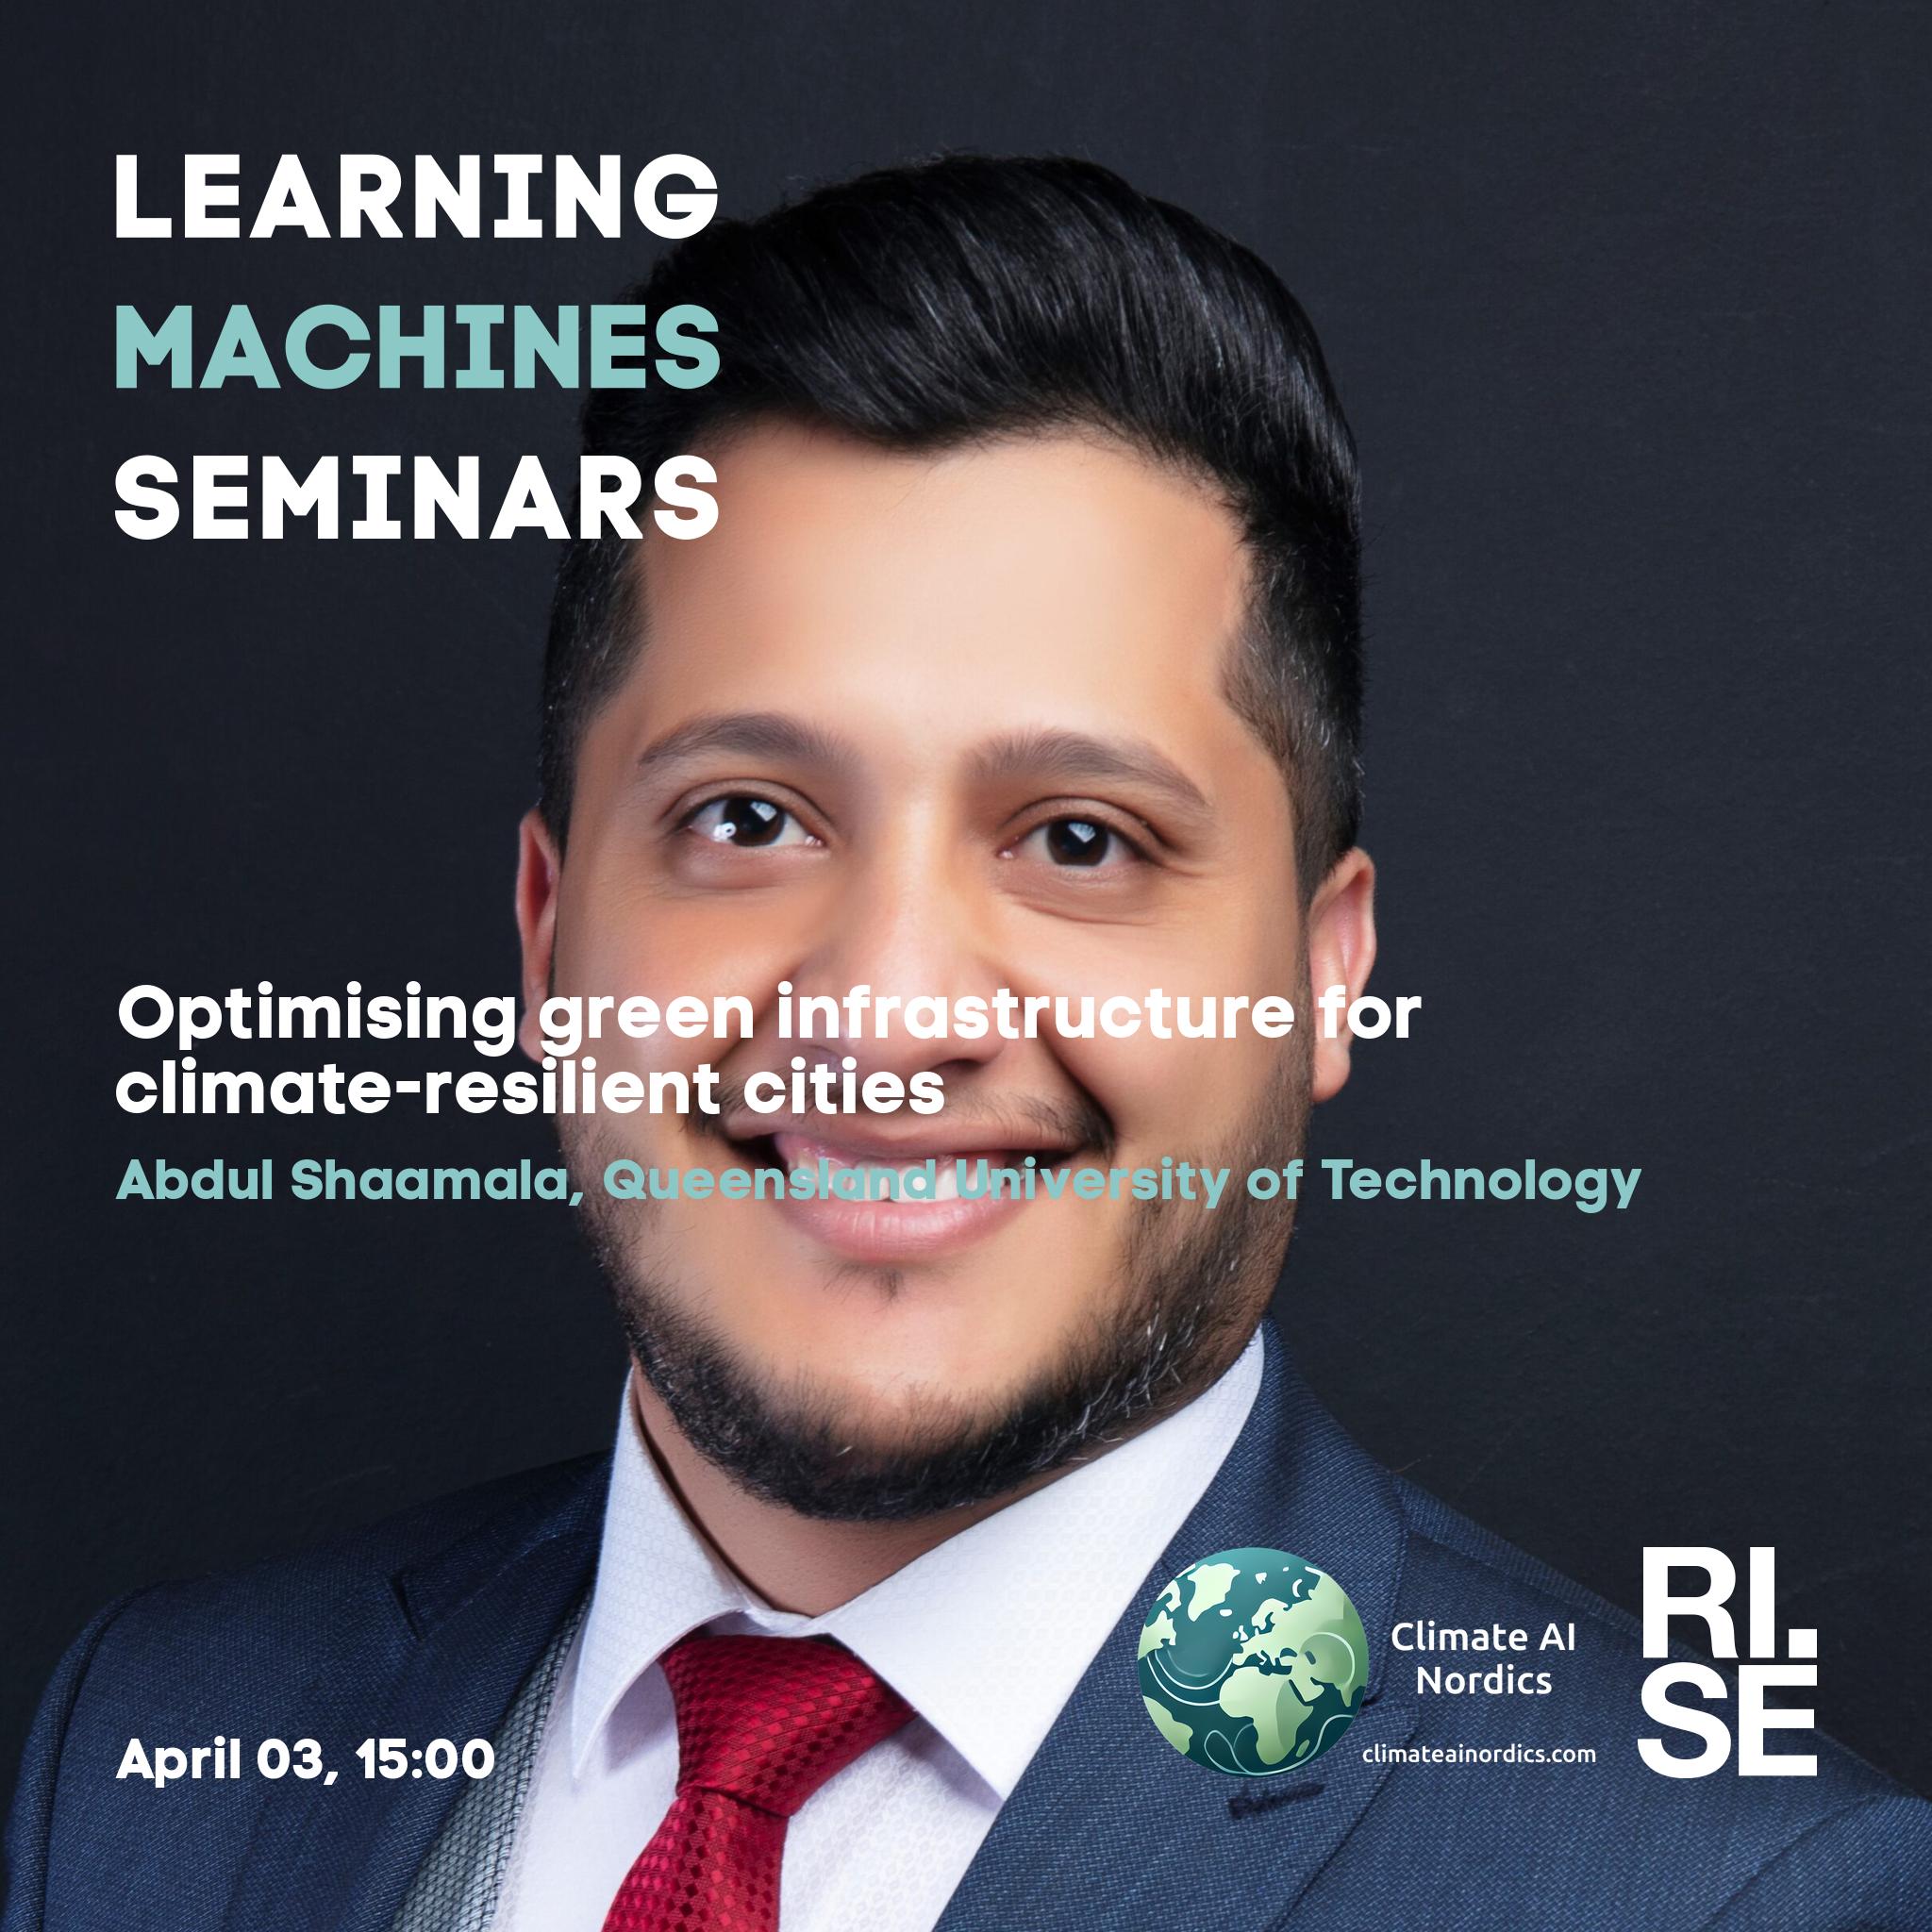 LEARNING
MACHINES
SEMINARS
Optimising green infrastructure for
climate-resilient cities
Abdul Shaamala, Queensland University of Technology
April 03, 15:00
Climate AI
Nordics
climateainordics.com
RI.
SE